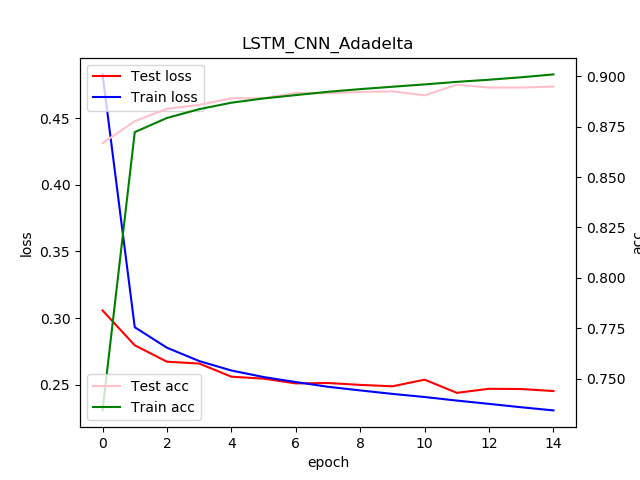 LSTM_CNN_Adadelta
Test loss
Train loss
0.45
0.40
0.35
0.30
0.25
loss
0.900
0.875
0.850
0.825
0.800
0.775
0.750
acc
Test acc
Train acc
0 2 4 6 8 10 12 14
epoch